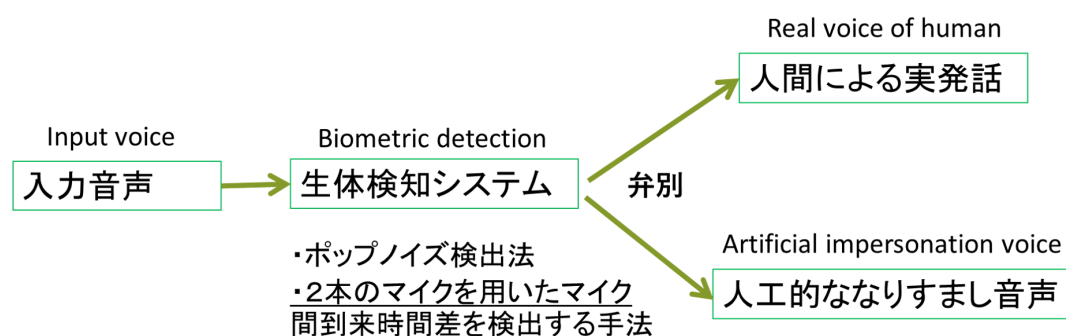 Input voice
入力音声
Biometric detection
生体検知システム
・ポップノイズ検出法
・2本のマイクを用いたマイク
間到来時間差を検出する手法
弁別
Real voice of human
人間による実発話
Artificial impersonation voice
人工的ななりすまし音声